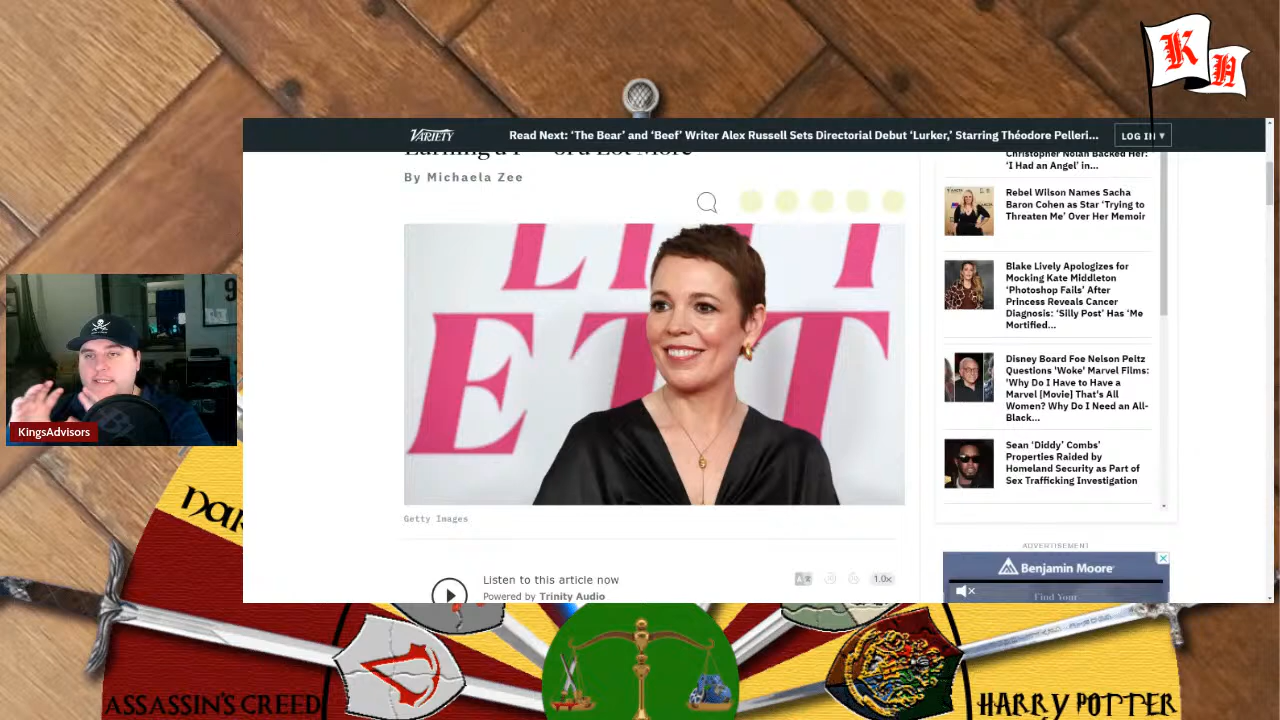 K
H
VARIETY
Read Next: ‘The Bear’ and ‘Beef’ Writer Alex Russell Sets Directorial Debut ‘Lurker,’ Starring Théodore Pelleri...
LOG IN ▾
By Michaela Zee
LITT
ETT
Getty Images
Listen to this article now
Powered by Trinity Audio
1.0x
Christopher Nolan Backed Her:
‘I Had an Angel’ in...
Rebel Wilson Names Sacha
Baron Cohen as Star ‘Trying to
Threaten Me’ Over Her Memoir
Blake Lively Apologizes for
Mocking Kate Middleton
‘Photoshop Fails’ After
Princess Reveals Cancer
Diagnosis: ‘Silly Post’ Has ‘Me
Mortified...
Disney Board Foe Nelson Peltz
Questions 'Woke' Marvel Films:
'Why Do I Have to Have a
Marvel [Movie] That's All
Women? Why Do I Need an All-
Black...
Sean ‘Diddy’ Combs’
Properties Raided by
Homeland Security as Part of
Sex Trafficking Investigation
ADVERTISEMENT
Benjamin Moore
Find Your
9
KingsAdvisors
ASSASSIN'S CREED
HARRY POTTER